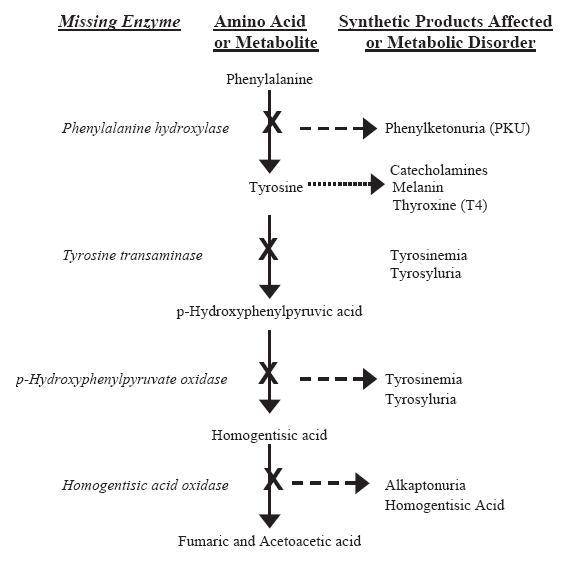 Missing Enzyme
Amino Acid
or Metabolite
Synthetic Products Affected
or Metabolic Disorder
Phenylalanine
X
Phenylalanine hydroxylase
Phenylketonuria (PKU)
Tyrosine
Catecholamines
Melanin
Thyroxine (T4)
X
Tyrosine transaminase
Tyrosinemia
Tyrosyluria
p-Hydroxyphenylpyruvic acid
X
p-Hydroxyphenylpyruvate oxidase
Tyrosinemia
Tyrosyluria
Homogentisic acid
X
Homogentisic acid oxidase
Alkaptonuria
Homogentisic Acid
Fumaric and Acetoacetic acid